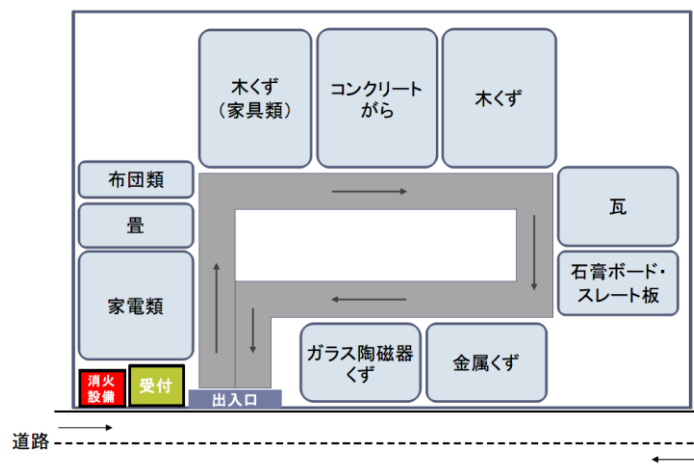 木くず
（家具類）
コンクリート
がら
木くず
布団類
畳
家電類
瓦
石膏ボード・
スレート板
ガラス陶磁器
くず
金属くず
消火
設備
受付
出入口
道路